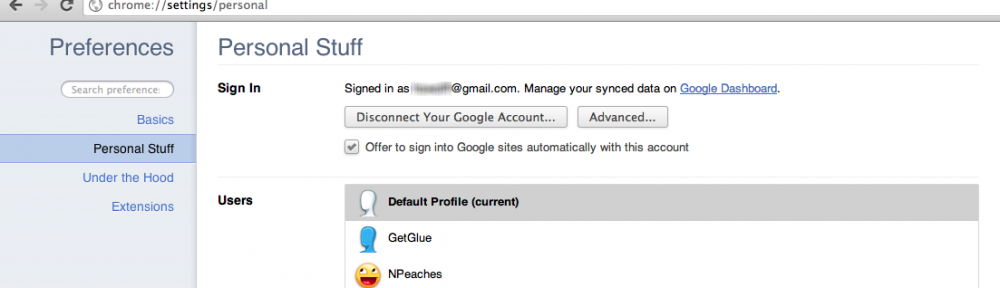 chrome://settings/personal
Preferences
Search preference
Basics
Personal Stuff
Under the Hood
Extensions
Personal Stuff
Sign In
Signed in as @gmail.com. Manage your synced data on Google Dashboard.
Disconnect Your Google Account... Advanced...
Offer to sign into Google sites automatically with this account
Users
Default Profile (current)
GetGlue
NPeaches